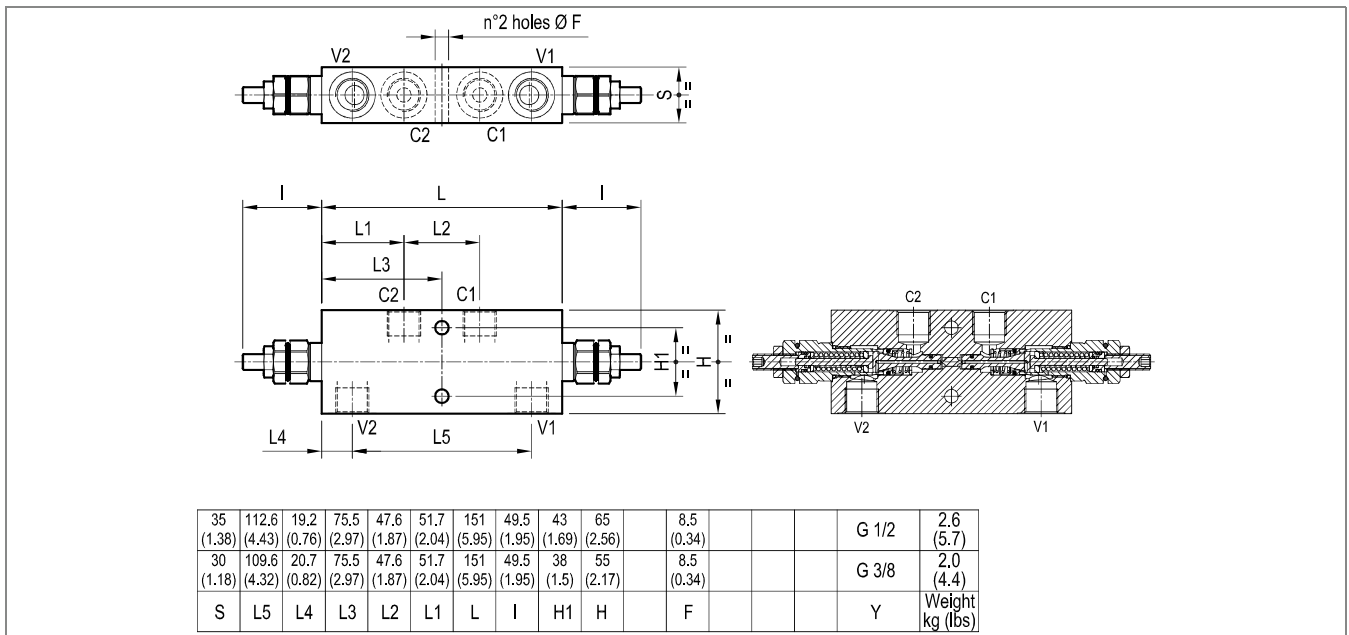 n°2 holes Ø F
V2 V1
S
=
=
C2 C1
I L I
L1 L2
L3
C2 C1
H1
=
=
H
=
=
V2 V1
L4 L5
C2 C1
V2 V1
35 112.6 19.2 75.5 47.6 51.7 151 49.5 43 65 8.5 G 1/2 2.6
(1.38) (4.43) (0.76) (2.97) (1.87) (2.04) (5.95) (1.95) (1.69) (2.56) (0.34) (5.7)
30 109.6 20.7 75.5 47.6 51.7 151 49.5 38 55 8.5 G 3/8 2.0
(1.18) (4.32) (0.82) (2.97) (1.87) (2.04) (5.95) (1.95) (1.5) (2.17) (0.34) (4.4)
S L5 L4 L3 L2 L1 L I H1 H F Y Weight
kg (lbs)